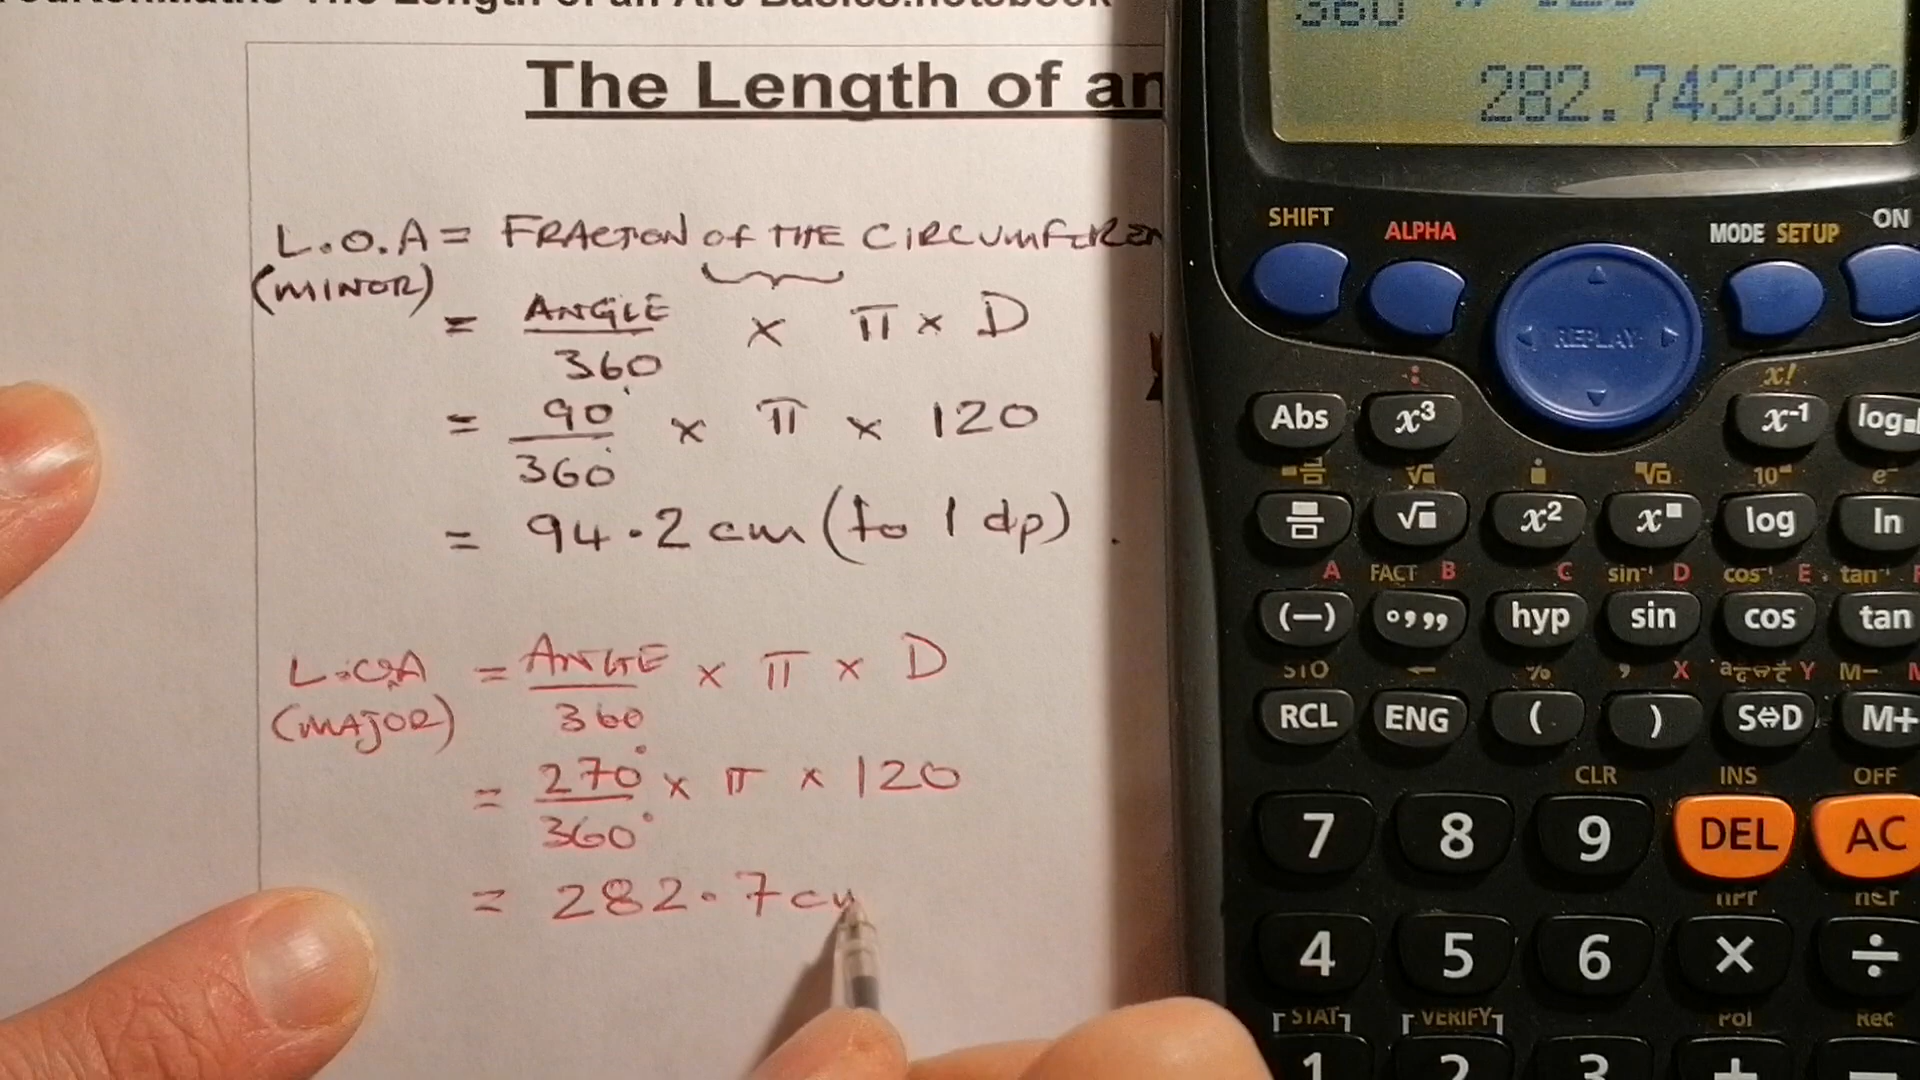 The Length of an
L.O.A = FRACTION of THE CIRCUMFEREN
(MINOR)
= ANGLE × π × D
360
= 90° × π × 120
360°
= 94.2 cm (to 1 dp).
L.O.A = ANGLE × π × D
(MAJOR) 360
= 270° × π × 120
360°
= 282.7 cm
360
282.7433388
SHIFT ALPHA MODE SETUP ON
REPLAY
x!
Abs x³ x⁻¹ log
10 e
√ x² x log ln
A FACT B C sin⁻¹ D cos⁻¹ E tan⁻¹
(−) °,,, hyp sin cos tan
STO ← % , X Y M−
RCL ENG ( ) S⇔D M+
CLR INS OFF
7 8 9 DEL AC
nPr nCr
4 5 6 × ÷
STAT VERIFY Pol Rec
1 2 3 + −